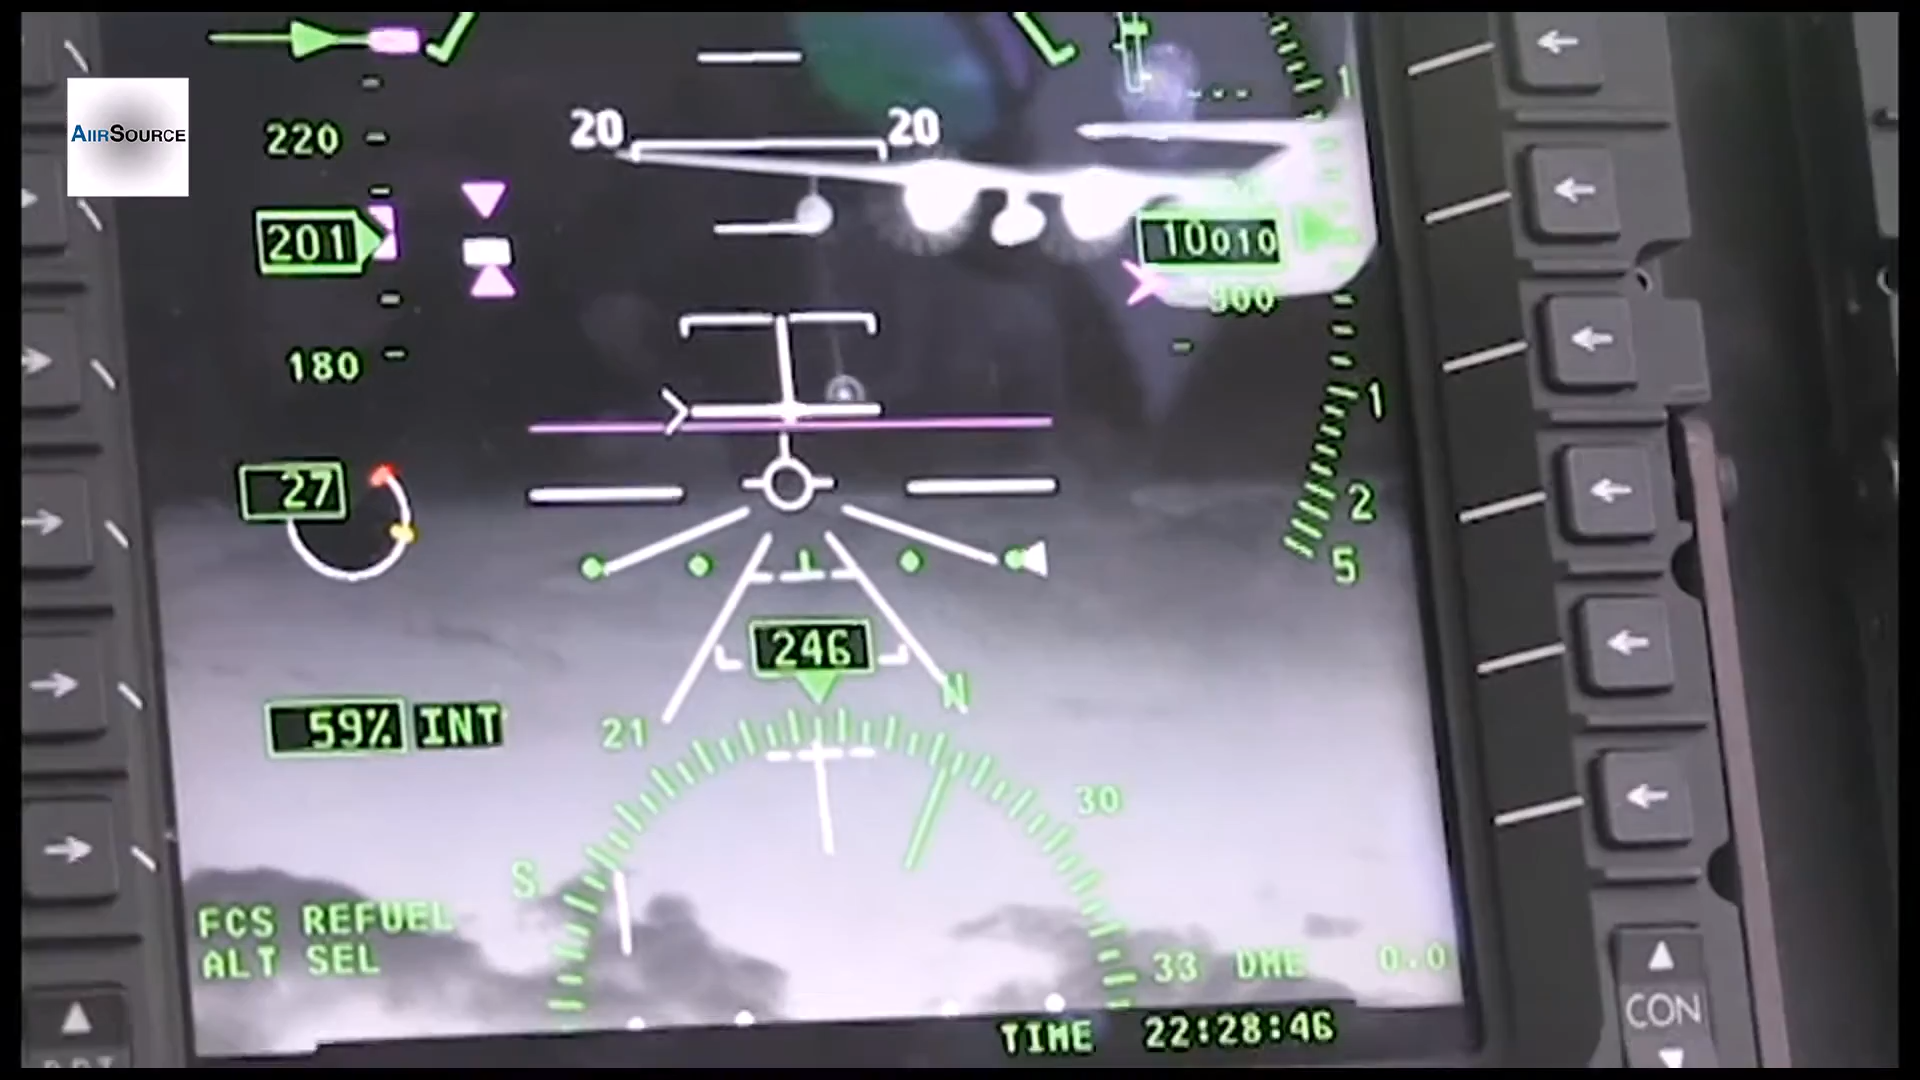 AIIRSOURCE
1
220
20 20
201
10010
900
180
1
27
2
5
246
N
59% INT
21
30
S
FCS REFUEL
ALT SEL
33 DME 0.0
TIME 22:28:46
CON